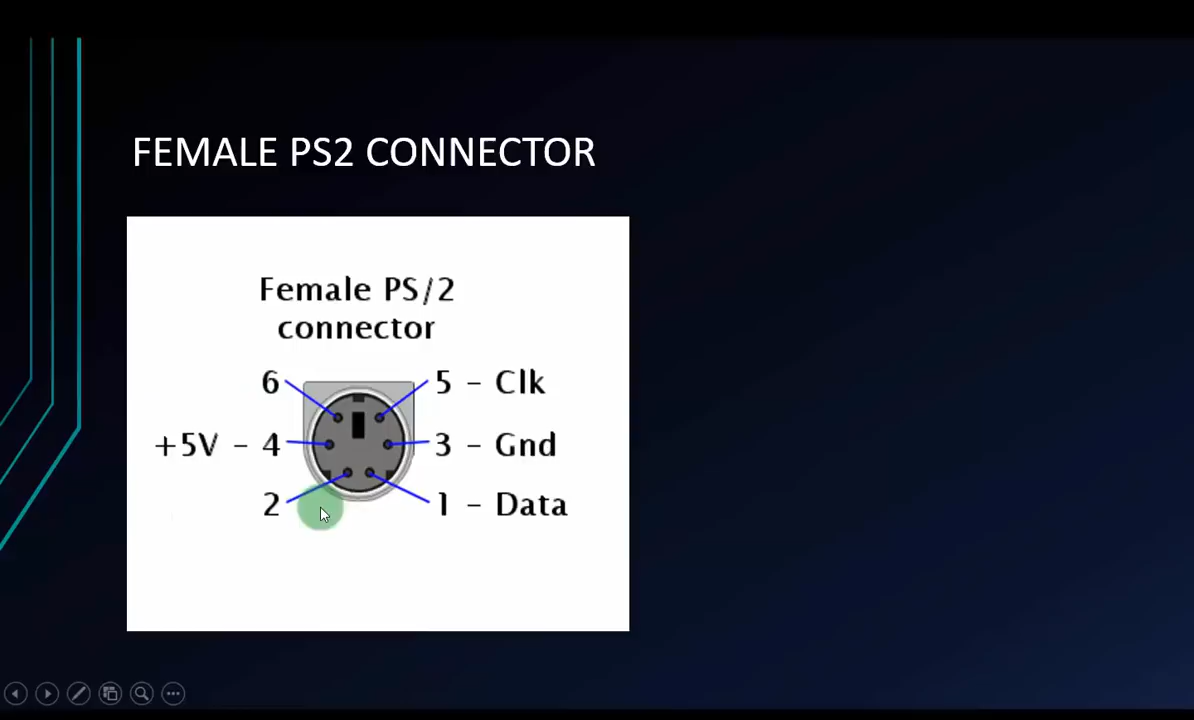 FEMALE PS2 CONNECTOR
Female PS/2
connector
6
5 - Clk
+5V - 4
3 - Gnd
2
1 - Data